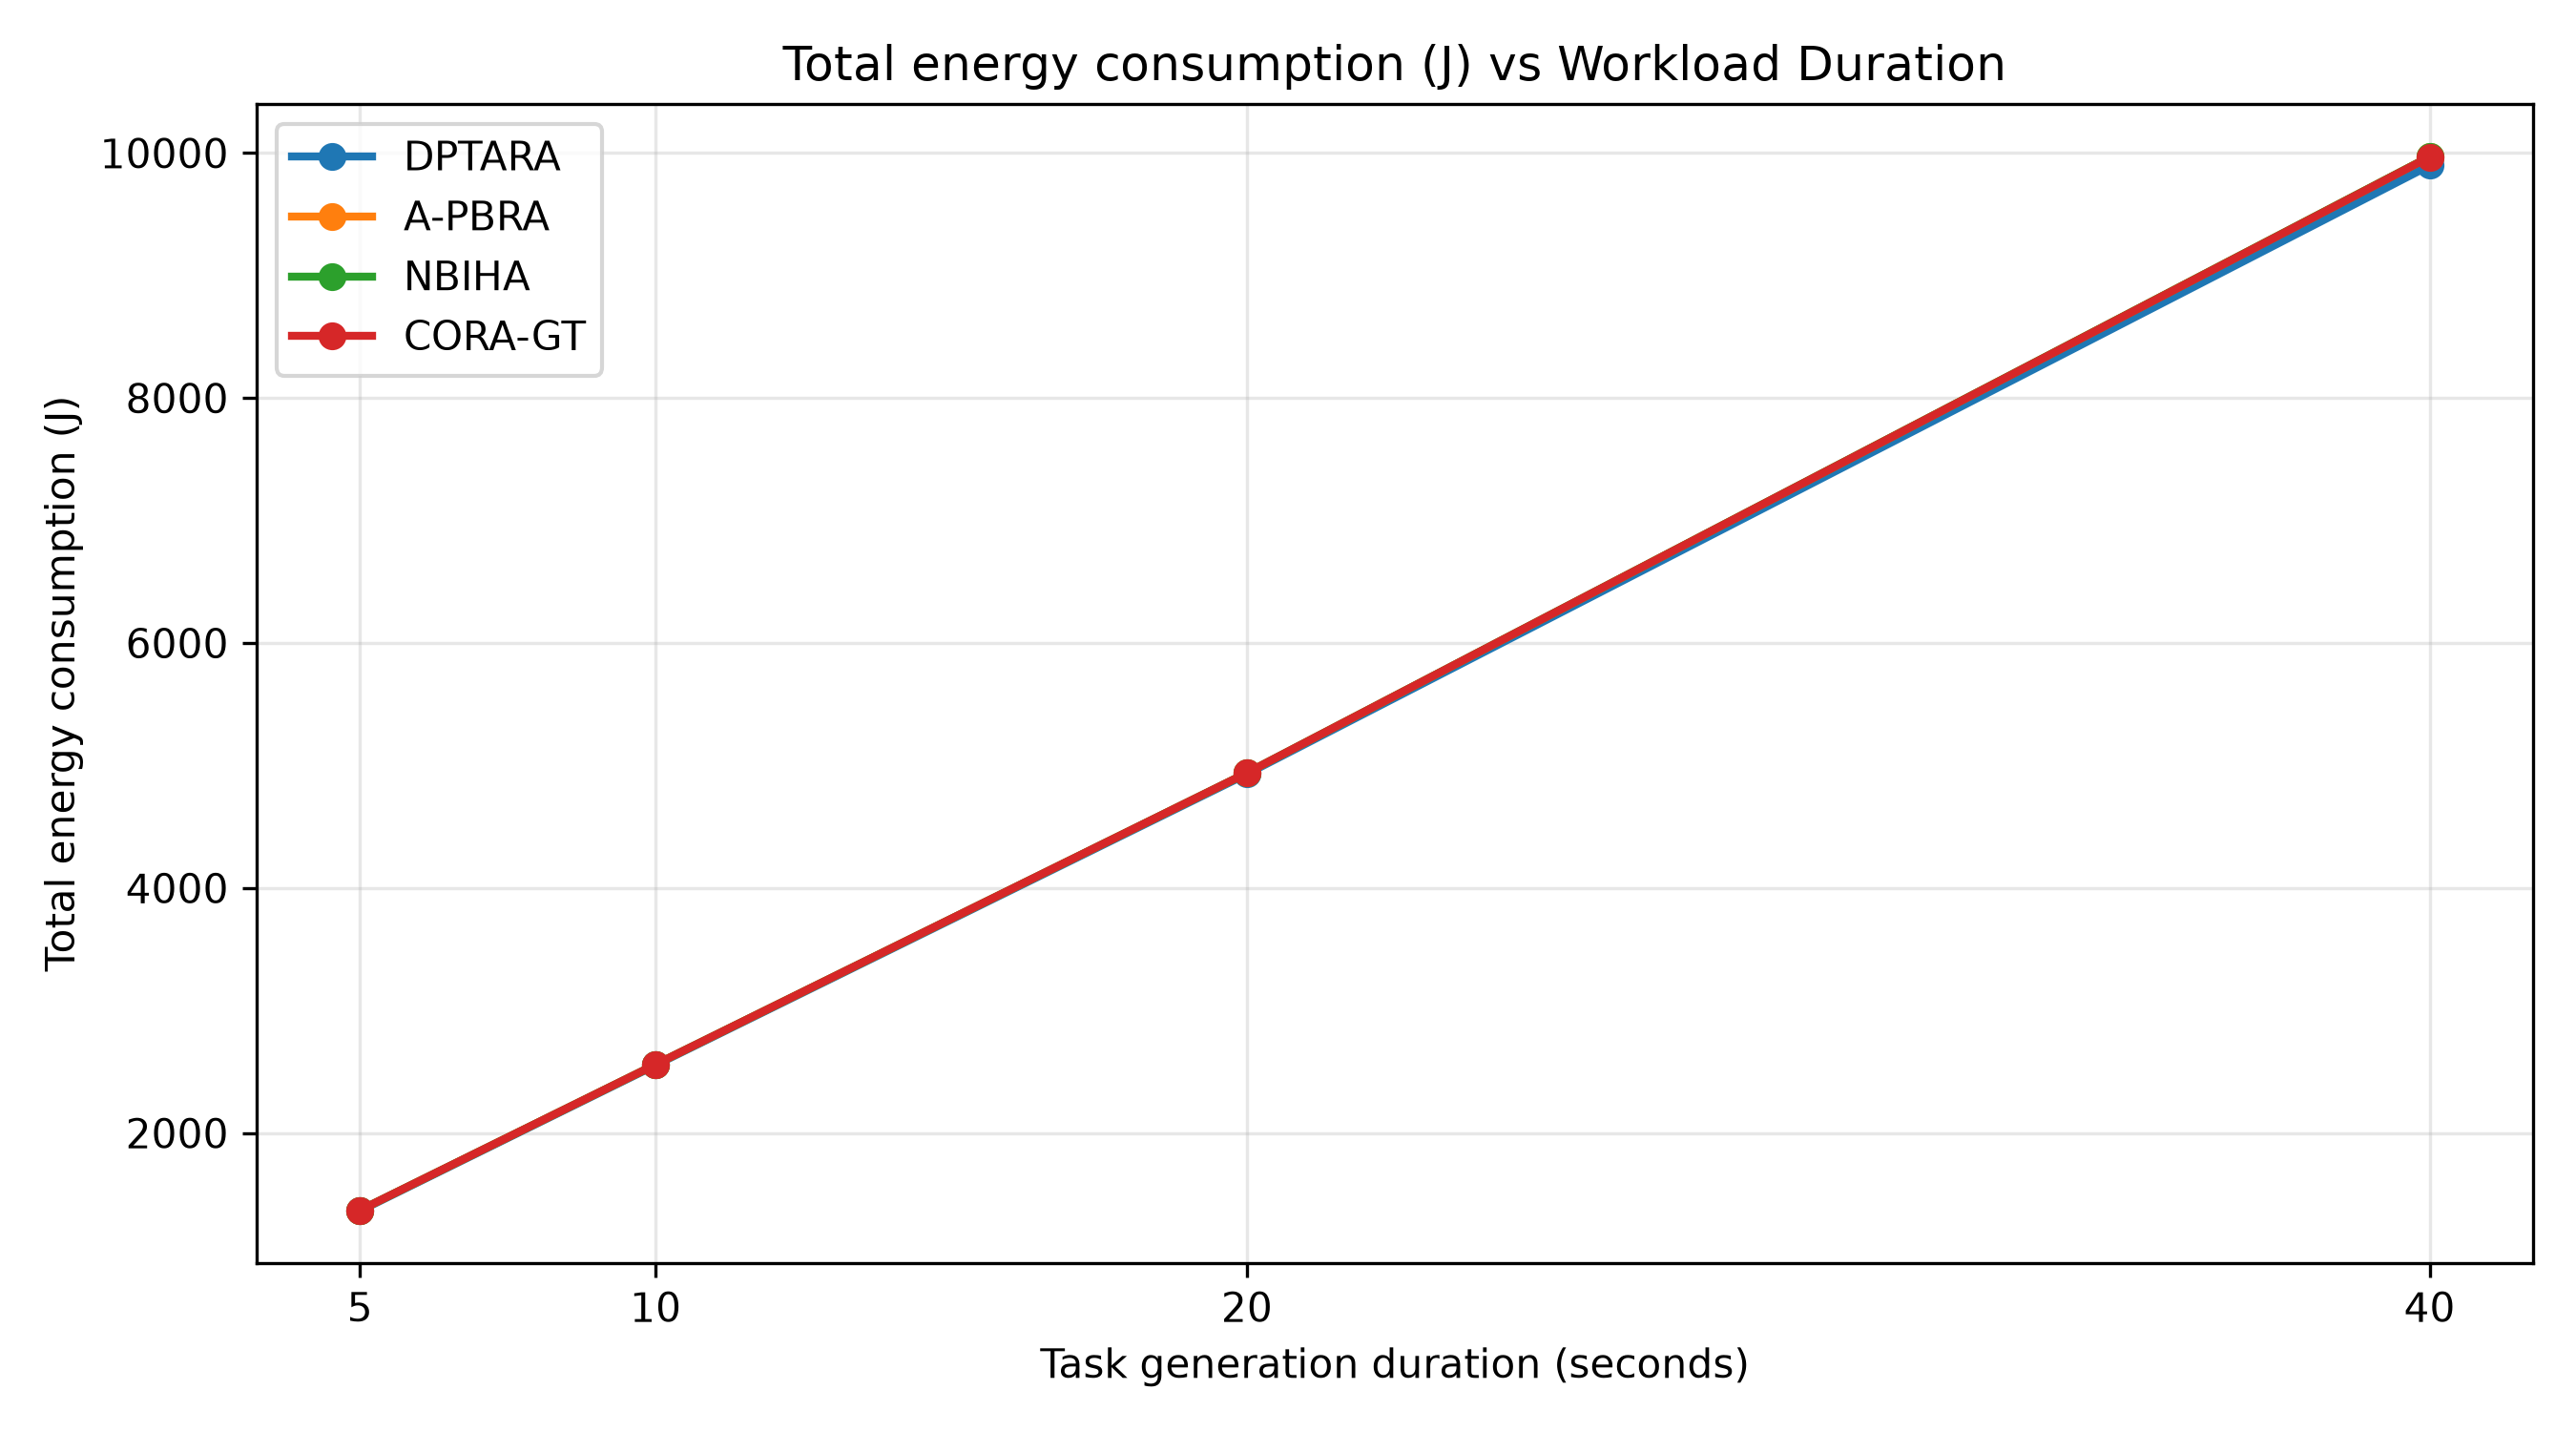 Total energy consumption (J) vs Workload Duration
DPTARA
A-PBRA
NBIHA
CORA-GT
Total energy consumption (J)
10000
8000
6000
4000
2000
5 10 20 40
Task generation duration (seconds)